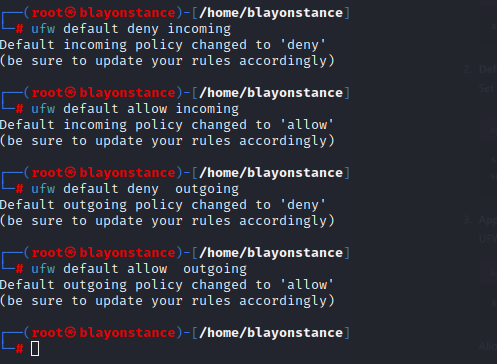 ┌──(root㉿blayonstance)-[/home/blayonstance]
└─# ufw default deny incoming
Default incoming policy changed to 'deny'
(be sure to update your rules accordingly)
┌──(root㉿blayonstance)-[/home/blayonstance]
└─# ufw default allow incoming
Default incoming policy changed to 'allow'
(be sure to update your rules accordingly)
┌──(root㉿blayonstance)-[/home/blayonstance]
└─# ufw default deny  outgoing
Default outgoing policy changed to 'deny'
(be sure to update your rules accordingly)
┌──(root㉿blayonstance)-[/home/blayonstance]
└─# ufw default allow  outgoing
Default outgoing policy changed to 'allow'
(be sure to update your rules accordingly)
┌──(root㉿blayonstance)-[/home/blayonstance]
└─#